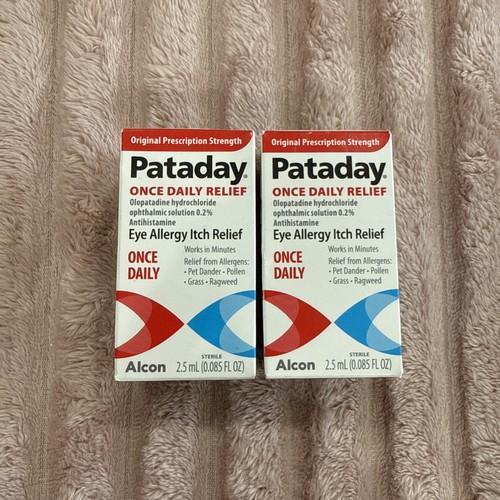 Original Prescription Strength
Pataday®
ONCE DAILY RELIEF
Olopatadine hydrochloride
ophthalmic solution 0.2%
Antihistamine
Eye Allergy Itch Relief
Works in Minutes
ONCE
DAILY
Relief from Allergens:
• Pet Dander • Pollen
• Grass • Ragweed
STERILE
Alcon 2.5 mL (0.085 FL OZ)
Original Prescription Strength
Pataday®
ONCE DAILY RELIEF
Olopatadine hydrochloride
ophthalmic solution 0.2%
Antihistamine
Eye Allergy Itch Relief
Works in Minutes
ONCE
DAILY
Relief from Allergens:
• Pet Dander • Pollen
• Grass • Ragweed
STERILE
Alcon 2.5 mL (0.085 FL OZ)